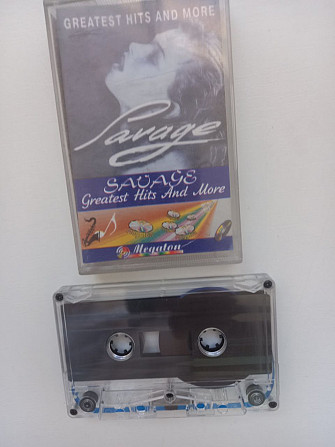 GREATEST HITS AND MORE
Savage
SAVAGE
Greatest Hits And More
Megaton